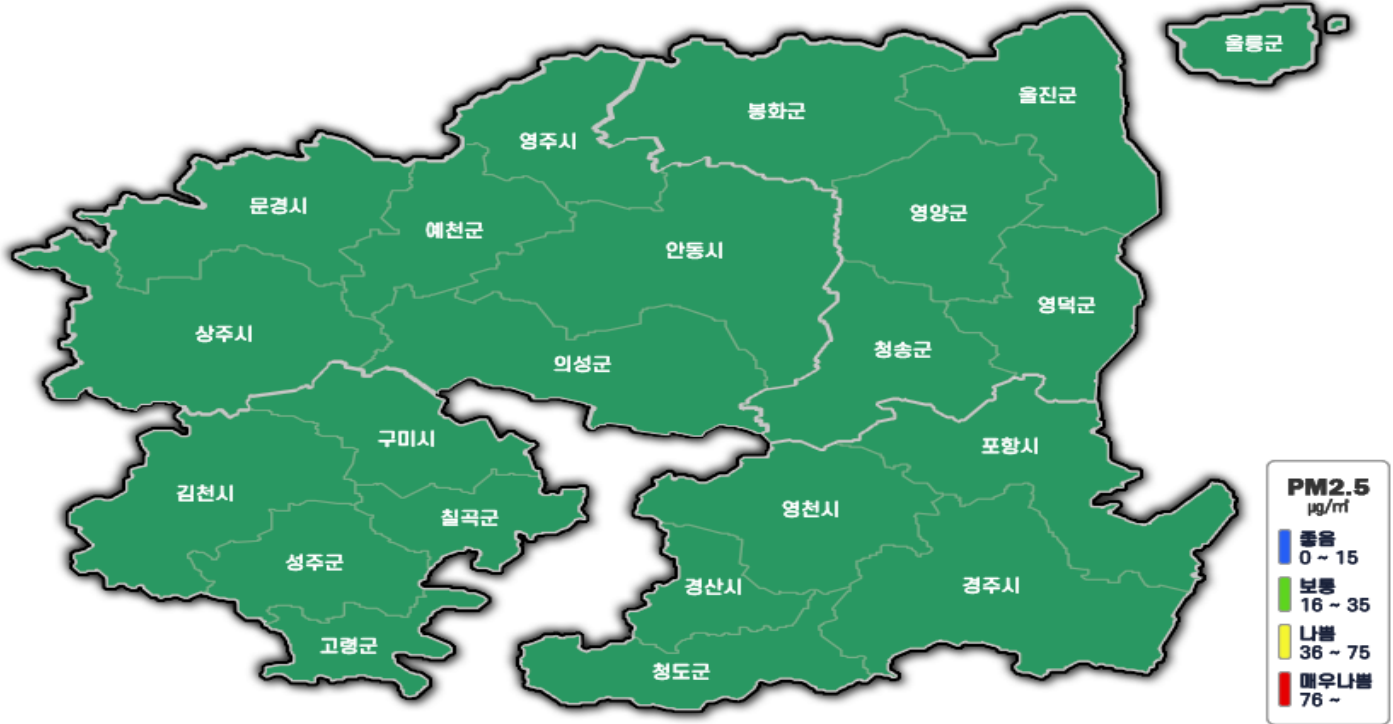 울릉군
울진군
봉화군
영주시
문경시
영양군
예천군
안동시
영덕군
상주시
청송군
의성군
구미시
포항시
김천시
영천시
칠곡군
성주군
경산시
경주시
고령군
청도군
PM2.5
㎍/㎥
좋음
0 ~ 15
보통
16 ~ 35
나쁨
36 ~ 75
매우나쁨
76 ~